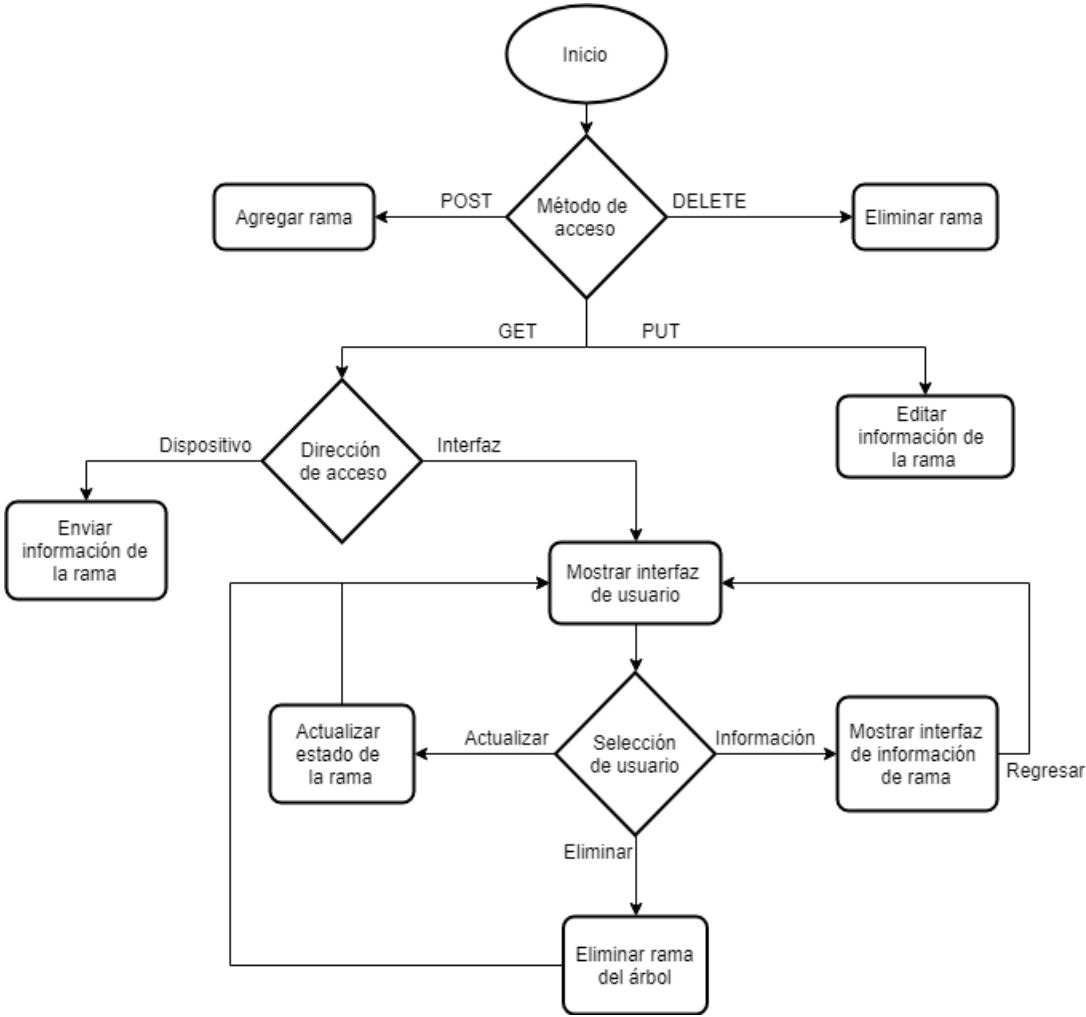 Inicio
POST
Método de
acceso
DELETE
Agregar rama
Eliminar rama
GET
PUT
Editar
información de
la rama
Dispositivo
Dirección
de acceso
Interfaz
Enviar
información de
la rama
Mostrar interfaz
de usuario
Actualizar
estado de
la rama
Actualizar
Selección
de usuario
Información
Mostrar interfaz
de información
de rama
Regresar
Eliminar
Eliminar rama
del árbol